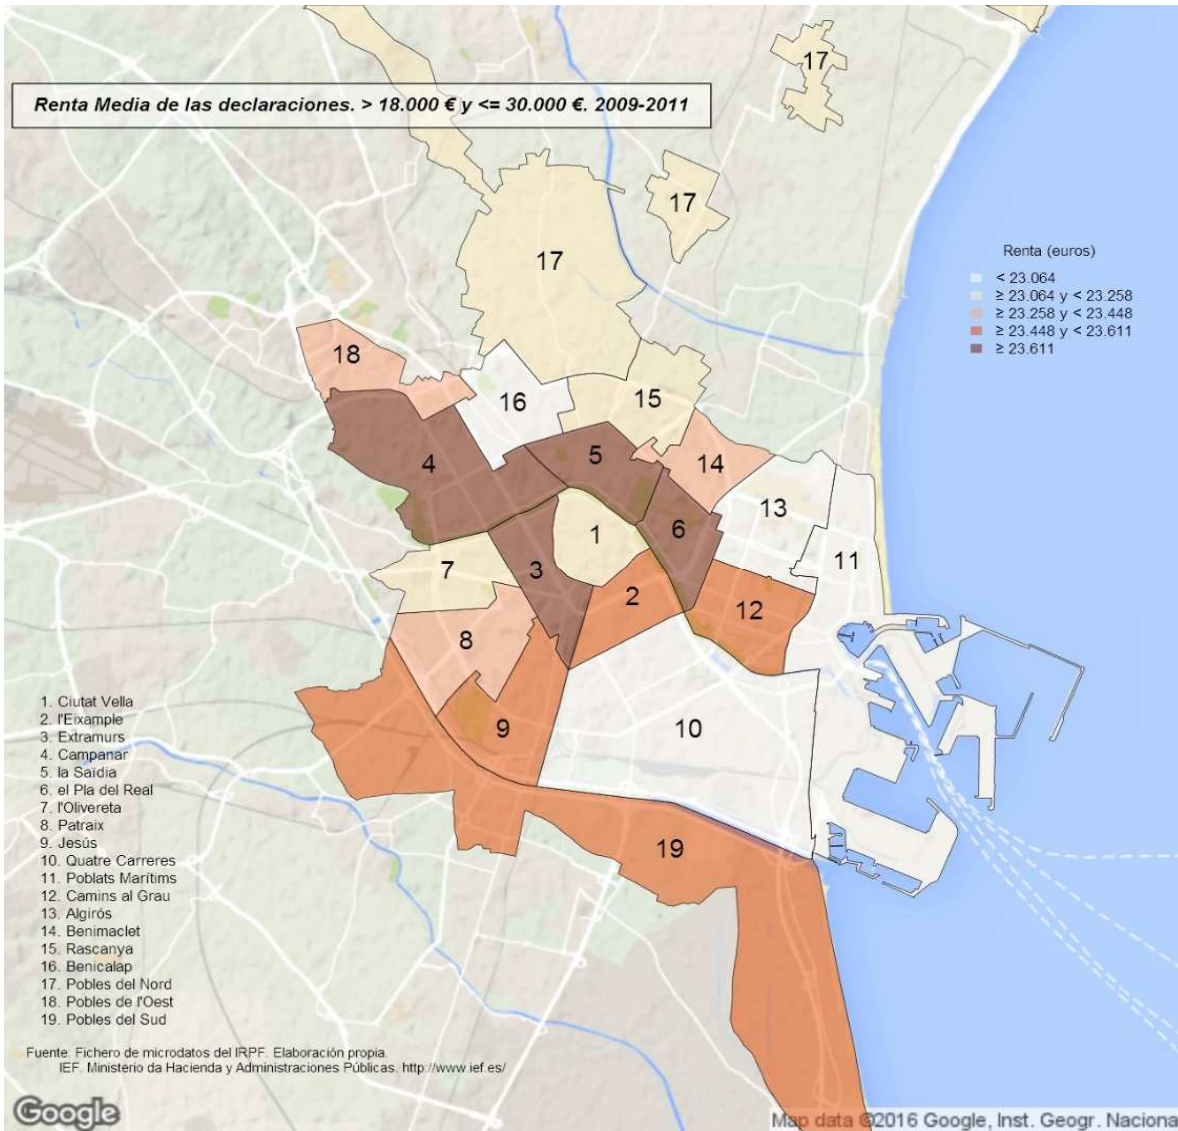 17
Renta Media de las declaraciones. > 18.000 € y <= 30.000 €. 2009-2011
17
17
Renta (euros)
< 23.064
≥ 23.064 y < 23.258
≥ 23.258 y < 23.448
≥ 23.448 y < 23.611
≥ 23.611
18
16
15
4
5
14
13
6
1
11
7
3
2
12
8
9
10
19
1. Ciutat Vella
2. l'Eixample
3. Extramurs
4. Campanar
5. la Saïdia
6. el Pla del Real
7. l'Olivereta
8. Patraix
9. Jesús
10. Quatre Carreres
11. Poblats Marítims
12. Camins al Grau
13. Algirós
14. Benimaclet
15. Rascanya
16. Benicalap
17. Pobles del Nord
18. Pobles de l'Oest
19. Pobles del Sud
Fuente: Fichero de microdatos del IRPF. Elaboración propia.
IEF. Ministerio da Hacienda y Administraciones Públicas. http://www.ief.es/
Google
Map data ©2016 Google, Inst. Geogr. Naciona